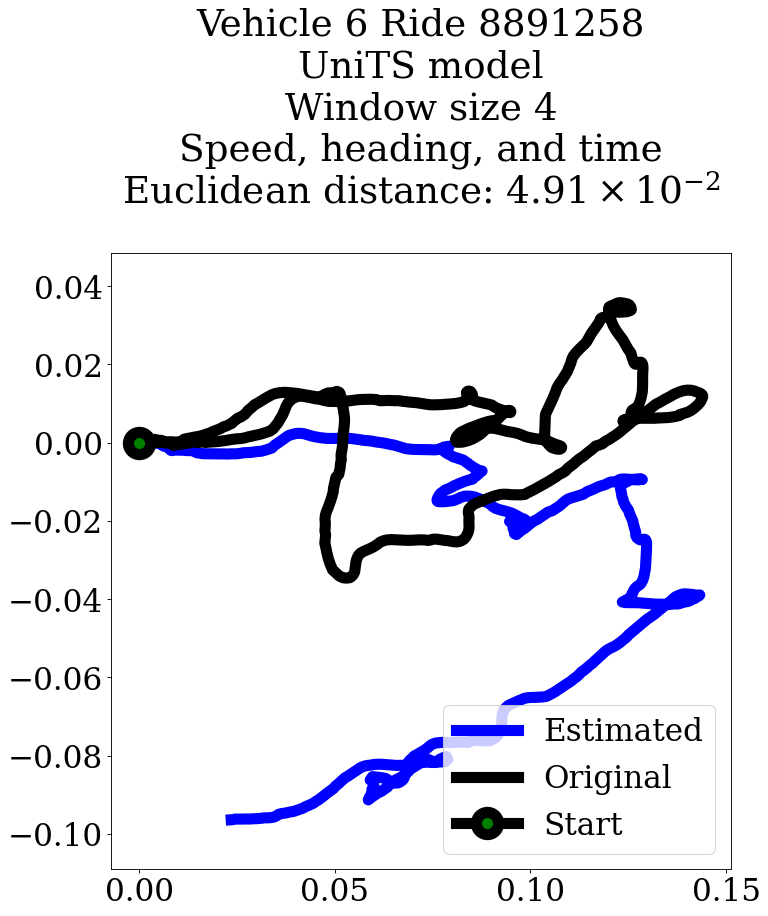 Vehicle 6 Ride 8891258
UniTS model
Window size 4
Speed, heading, and time
Euclidean distance: 4.91 × 10⁻²
0.04
0.02
0.00
−0.02
−0.04
−0.06
−0.08
−0.10
Estimated
Original
Start
0.00 0.05 0.10 0.15